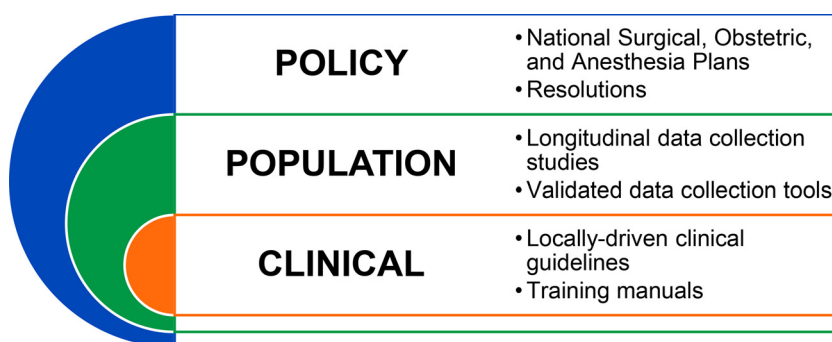 POLICY
• National Surgical, Obstetric,
and Anesthesia Plans
• Resolutions
POPULATION
• Longitudinal data collection
studies
• Validated data collection tools
CLINICAL
• Locally-driven clinical
guidelines
• Training manuals